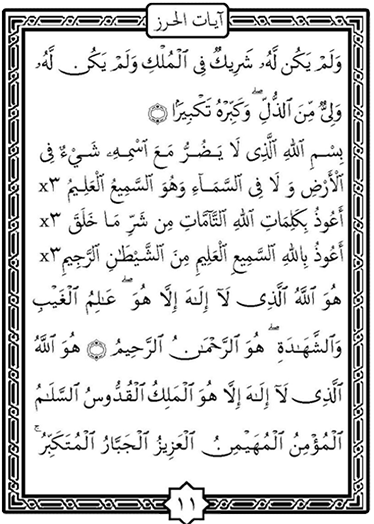 آيات الحرز
وَلَمْ يَكُن لَّهُۥ شَرِيكٌ فِى ٱلْمُلْكِ وَلَمْ يَكُن لَّهُۥ
وَلِىٌّ مِّنَ ٱلذُّلِّ ۖ وَكَبِّرْهُ تَكْبِيرًۢا
بِسْمِ اللهِ الَّذِى لَا يَضُرُّ مَعَ اسْمِهِ شَيْءٌ فِى
الْأَرْضِ وَ لَا فِى السَّمَاءِ وَهُوَ السَّمِيعُ الْعَلِيمُ x٣
أَعُوذُ بِكَلِمَاتِ اللهِ التَّامَّاتِ مِن شَرِّ مَا خَلَقَ x٣
أَعُوذُ بِاللهِ السَّمِيعِ الْعَلِيمِ مِنَ الشَّيْطَانِ الرَّجِيمِ x٣
هُوَ ٱللَّهُ ٱلَّذِى لَآ إِلَـٰهَ إِلَّا هُوَ ۖ عَـٰلِمُ ٱلْغَيْبِ
وَٱلشَّهَـٰدَةِ ۖ هُوَ ٱلرَّحْمَـٰنُ ٱلرَّحِيمُ هُوَ ٱللَّهُ
ٱلَّذِى لَآ إِلَـٰهَ إِلَّا هُوَ ٱلْمَلِكُ ٱلْقُدُّوسُ ٱلسَّلَـٰمُ
ٱلْمُؤْمِنُ ٱلْمُهَيْمِنُ ٱلْعَزِيزُ ٱلْجَبَّارُ ٱلْمُتَكَبِّرُ ۚ
١١